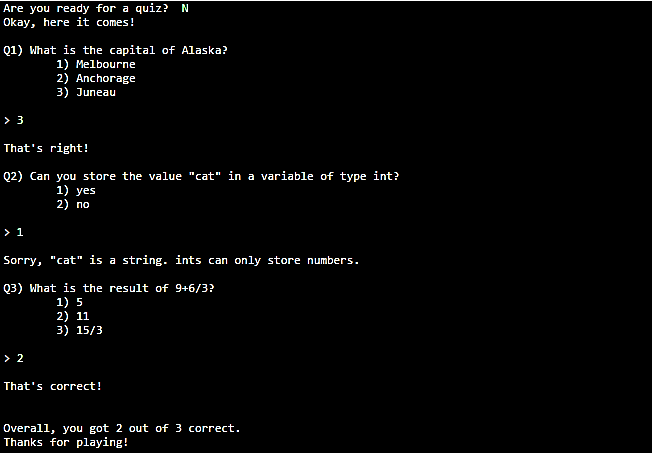 Are you ready for a quiz?  N
Okay, here it comes!
Q1) What is the capital of Alaska?
1) Melbourne
2) Anchorage
3) Juneau
> 3
That's right!
Q2) Can you store the value "cat" in a variable of type int?
1) yes
2) no
> 1
Sorry, "cat" is a string. ints can only store numbers.
Q3) What is the result of 9+6/3?
1) 5
2) 11
3) 15/3
> 2
That's correct!
Overall, you got 2 out of 3 correct.
Thanks for playing!